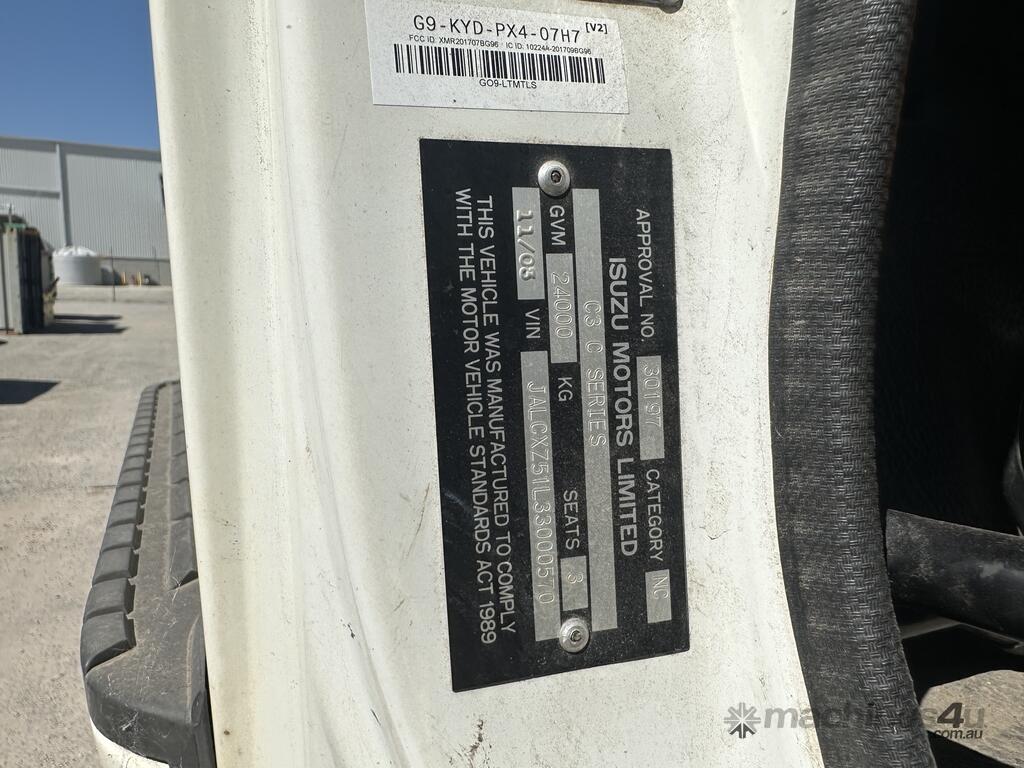 G9-KYD-PX4-07H7 [V2]
FCC ID: XMR201707BG96 IC ID: 10224A-201709BG96
GO9-LTMTLS
APPROVAL NO. 30197 CATEGORY NC
ISUZU MOTORS LIMITED
C3 C SERIES
GVM 24000 KG SEATS 3
11/08 VIN JALCXZ51L33000570
THIS VEHICLE WAS MANUFACTURED TO COMPLY
WITH THE MOTOR VEHICLE STANDARDS ACT 1989
machines4u
.com.au